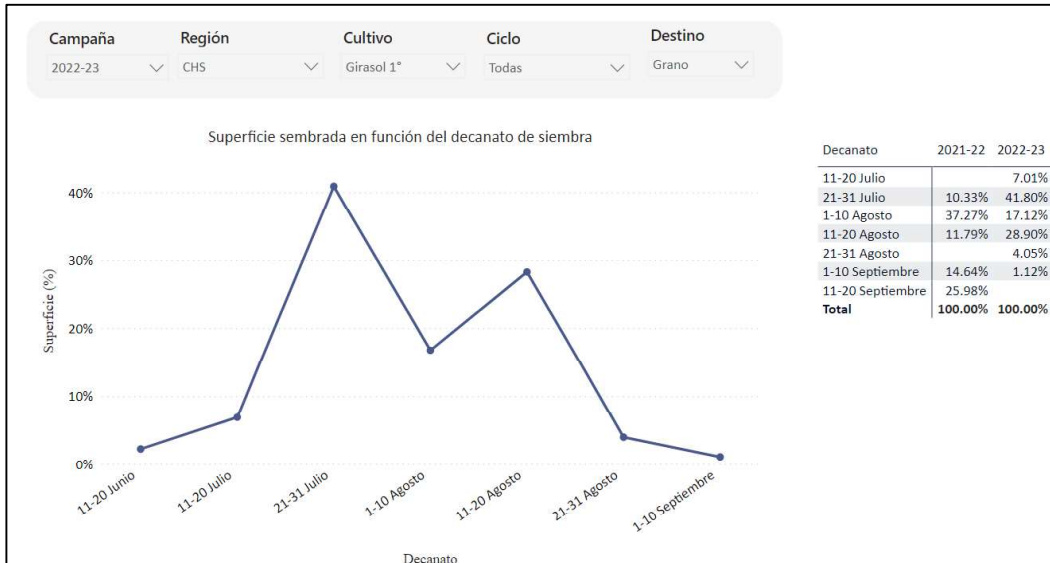 Campaña Región Cultivo Ciclo Destino
2022-23 CHS Girasol 1° Todas Grano
Superficie sembrada en función del decanato de siembra
40%
30%
20%
10%
0%
Superficie (%)
11-20 Junio
11-20 Julio
21-31 Julio
1-10 Agosto
11-20 Agosto
21-31 Agosto
1-10 Septiembre
Decanato
Decanato 2021-22 2022-23
11-20 Julio 7.01%
21-31 Julio 10.33% 41.80%
1-10 Agosto 37.27% 17.12%
11-20 Agosto 11.79% 28.90%
21-31 Agosto 4.05%
1-10 Septiembre 14.64% 1.12%
11-20 Septiembre 25.98%
Total 100.00% 100.00%